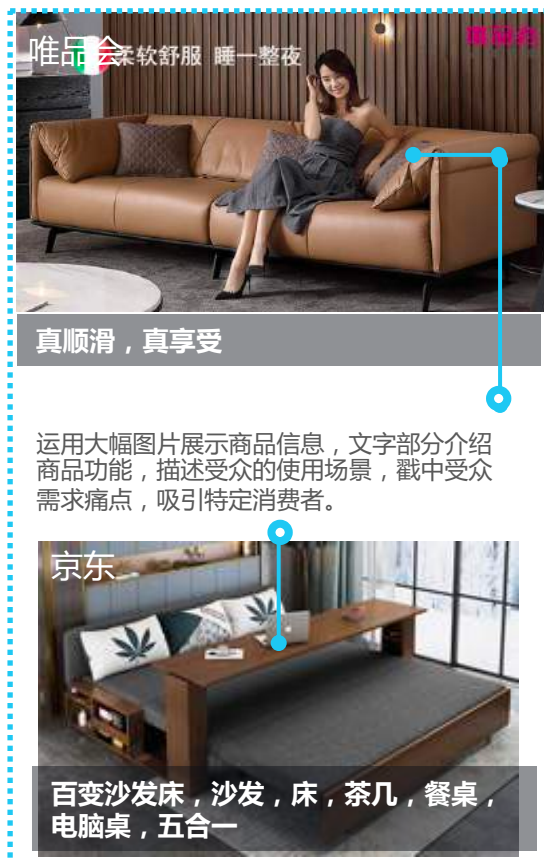 唯品会
柔软舒服 睡一整夜
唯品会
真顺滑，真享受
运用大幅图片展示商品信息，文字部分介绍
商品功能，描述受众的使用场景，戳中受众
需求痛点，吸引特定消费者。
京东
百变沙发床，沙发，床，茶几，餐桌，
电脑桌，五合一